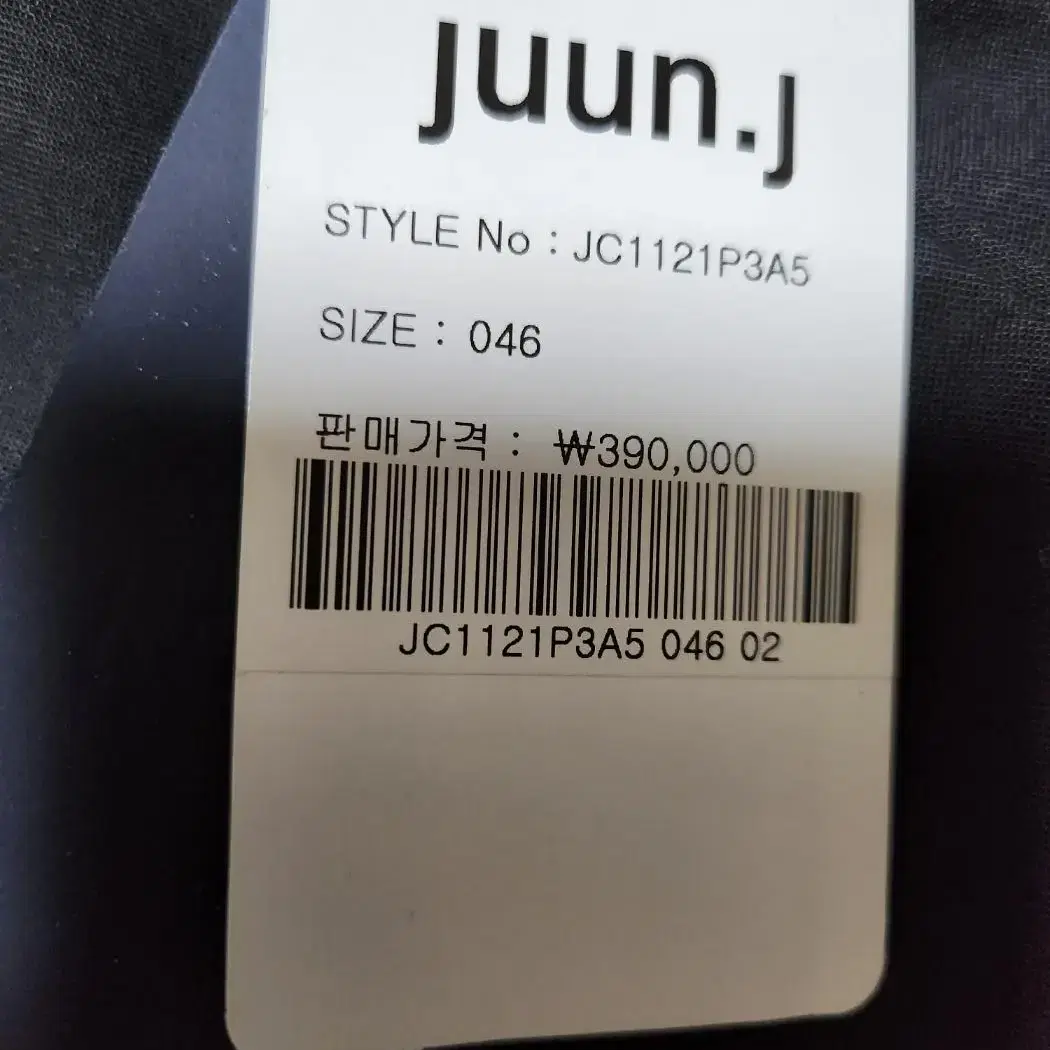 juun.j
STYLE No : JC1121P3A5
SIZE : 046
판매가격 : ₩390,000
JC1121P3A5 046 02